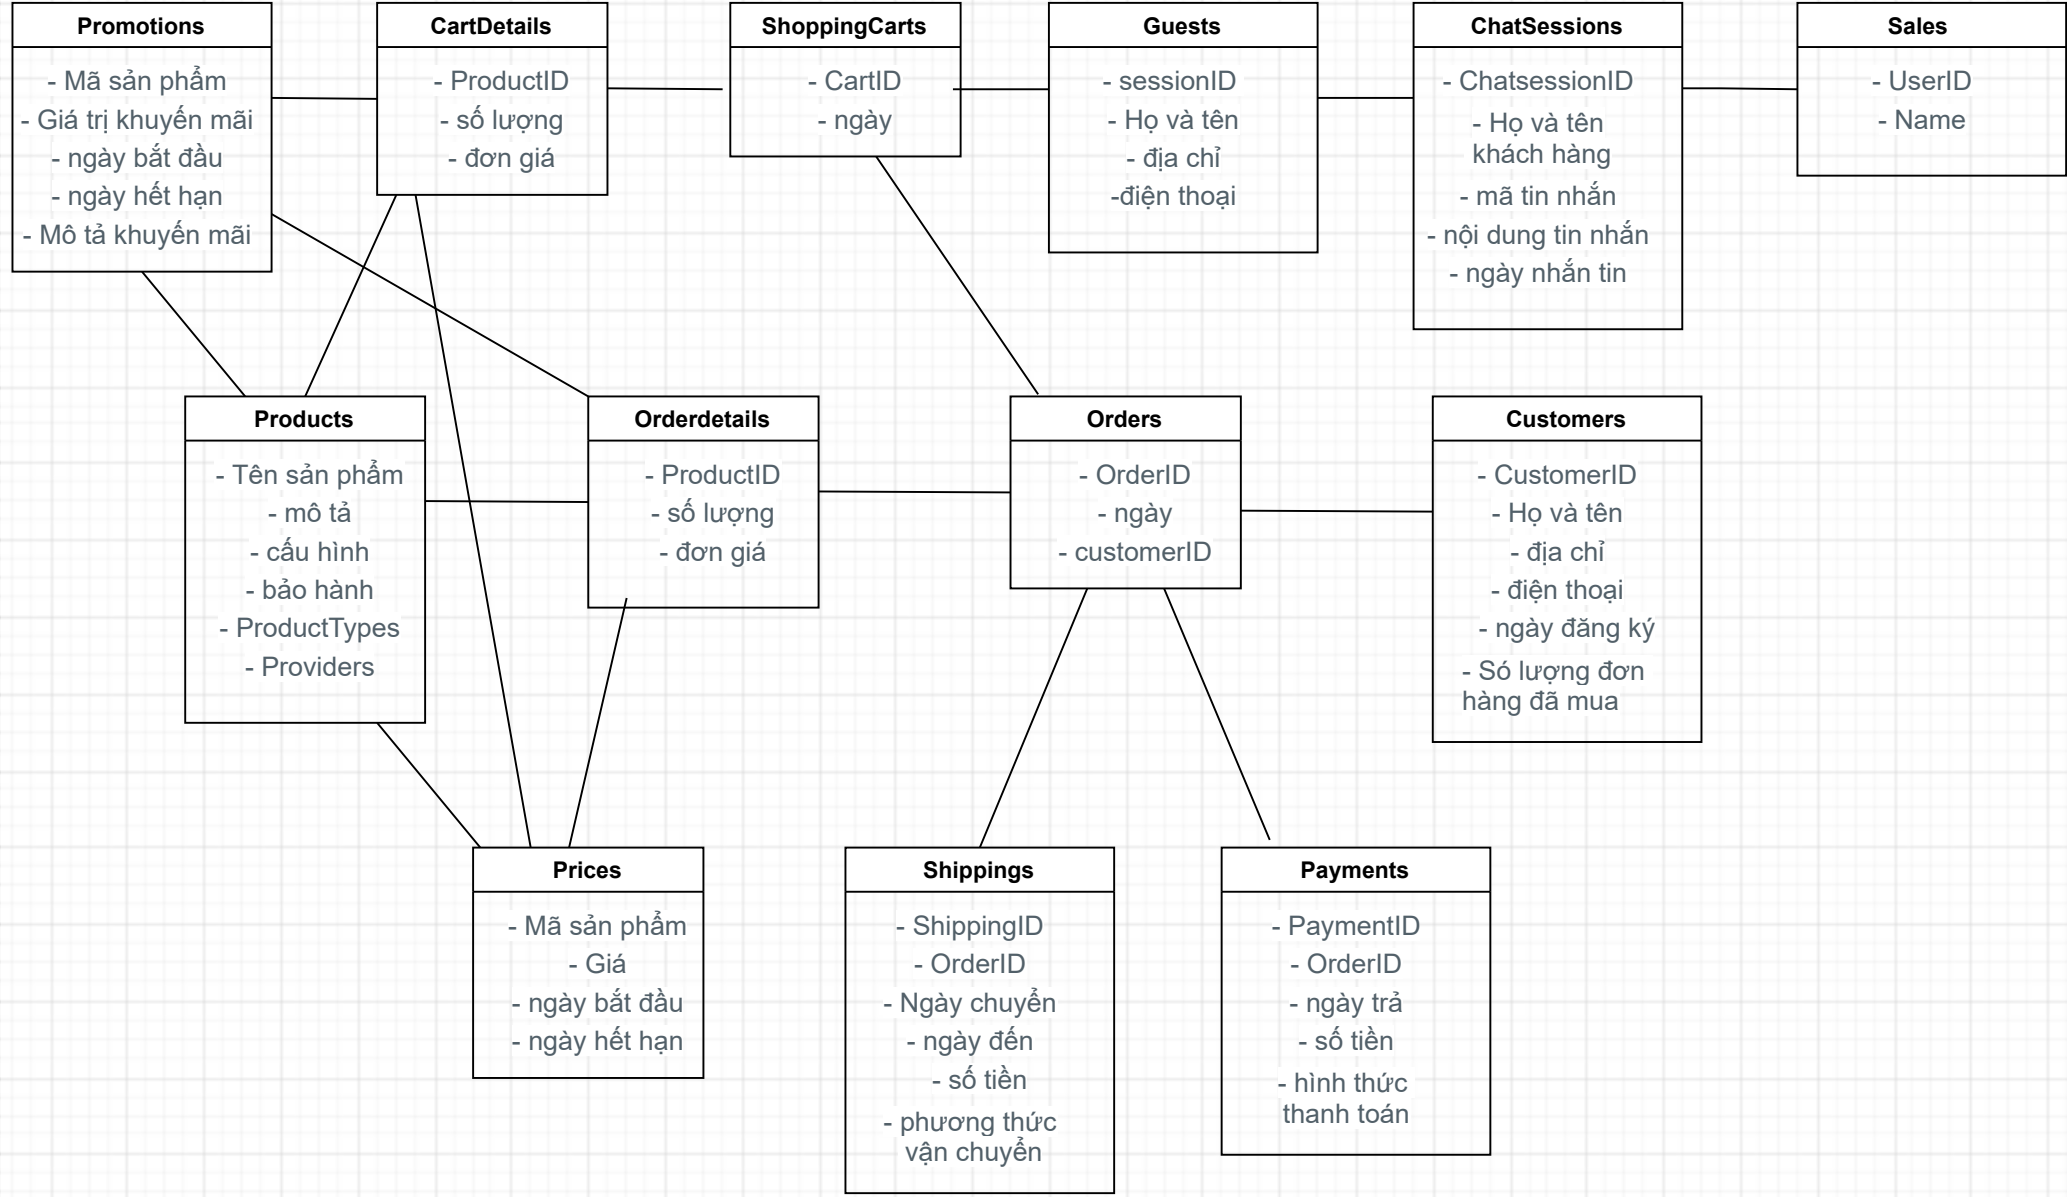 Promotions
- Mã sản phẩm
- Giá trị khuyến mãi
- ngày bắt đầu
- ngày hết hạn
- Mô tả khuyến mãi
CartDetails
- ProductID
- số lượng
- đơn giá
ShoppingCarts
- CartID
- ngày
Guests
- sessionID
- Họ và tên
- địa chỉ
-điện thoại
ChatSessions
- ChatsessionID
- Họ và tên
khách hàng
- mã tin nhắn
- nội dung tin nhắn
- ngày nhắn tin
Sales
- UserID
- Name
Products
- Tên sản phẩm
- mô tả
- cấu hình
- bảo hành
- ProductTypes
- Providers
Orderdetails
- ProductID
- số lượng
- đơn giá
Orders
- OrderID
- ngày
- customerID
Customers
- CustomerID
- Họ và tên
- địa chỉ
- điện thoại
- ngày đăng ký
- Só lượng đơn
hàng đã mua
Prices
- Mã sản phẩm
- Giá
- ngày bắt đầu
- ngày hết hạn
Shippings
- ShippingID
- OrderID
- Ngày chuyển
- ngày đến
- số tiền
- phương thức
vận chuyển
Payments
- PaymentID
- OrderID
- ngày trả
- số tiền
- hình thức
thanh toán